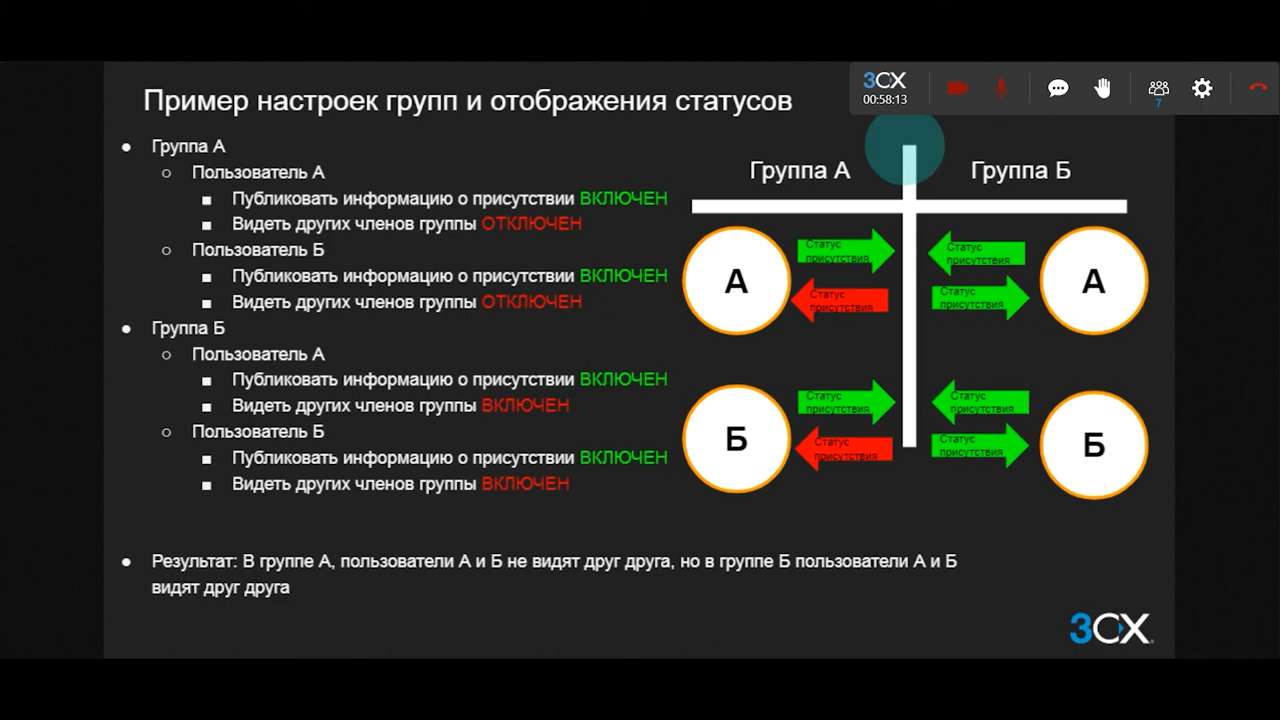 Пример настроек групп и отображения статусов
3CX
00:58:13
7
Группа А
Пользователь А
Публиковать информацию о присутствии ВКЛЮЧЕН
Видеть других членов группы ОТКЛЮЧЕН
Пользователь Б
Публиковать информацию о присутствии ВКЛЮЧЕН
Видеть других членов группы ОТКЛЮЧЕН
Группа Б
Пользователь А
Публиковать информацию о присутствии ВКЛЮЧЕН
Видеть других членов группы ВКЛЮЧЕН
Пользователь Б
Публиковать информацию о присутствии ВКЛЮЧЕН
Видеть других членов группы ВКЛЮЧЕН
Группа А
Группа Б
А
Статус
присутствия
Статус
присутствия
Статус
присутствия
Статус
присутствия
А
Б
Статус
присутствия
Статус
присутствия
Статус
присутствия
Статус
присутствия
Б
Результат: В группе А, пользователи А и Б не видят друг друга, но в группе Б пользователи А и Б
видят друг друга
3CX